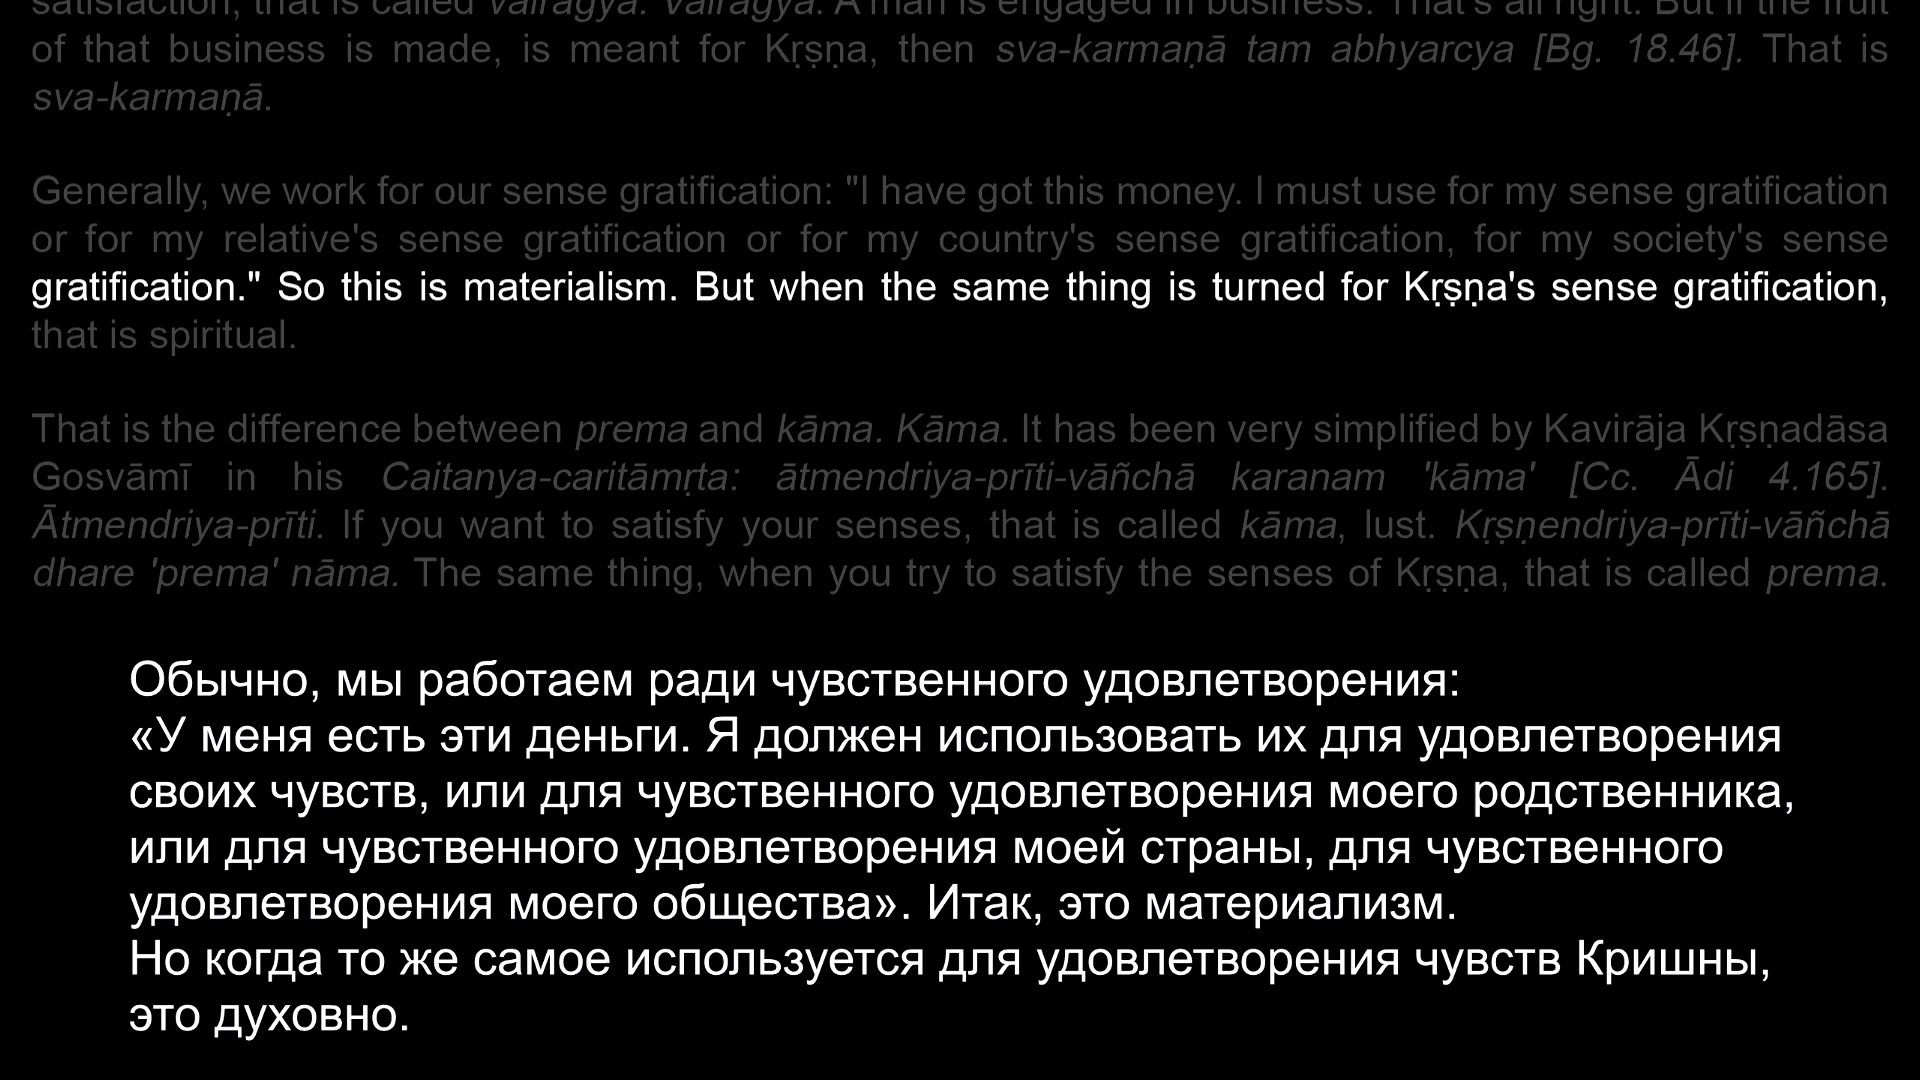 satisfaction, that is called vairāgya. Vairāgya. A man is engaged in business. That's all right. But if the fruit
of that business is made, is meant for Kṛṣṇa, then sva-karmaṇā tam abhyarcya [Bg. 18.46]. That is
sva-karmaṇā.
Generally, we work for our sense gratification: "I have got this money. I must use for my sense gratification
or for my relative's sense gratification or for my country's sense gratification, for my society's sense
gratification." So this is materialism. But when the same thing is turned for Kṛṣṇa's sense gratification,
that is spiritual.
That is the difference between prema and kāma. Kāma. It has been very simplified by Kavirāja Kṛṣṇadāsa
Gosvāmī in his Caitanya-caritāmṛta: ātmendriya-prīti-vāñchā karanam 'kāma' [Cc. Ādi 4.165].
Ātmendriya-prīti. If you want to satisfy your senses, that is called kāma, lust. Kṛṣṇendriya-prīti-vāñchā
dhare 'prema' nāma. The same thing, when you try to satisfy the senses of Kṛṣṇa, that is called prema.
Обычно, мы работаем ради чувственного удовлетворения:
«У меня есть эти деньги. Я должен использовать их для удовлетворения
своих чувств, или для чувственного удовлетворения моего родственника,
или для чувственного удовлетворения моей страны, для чувственного
удовлетворения моего общества». Итак, это материализм.
Но когда то же самое используется для удовлетворения чувств Кришны,
это духовно.